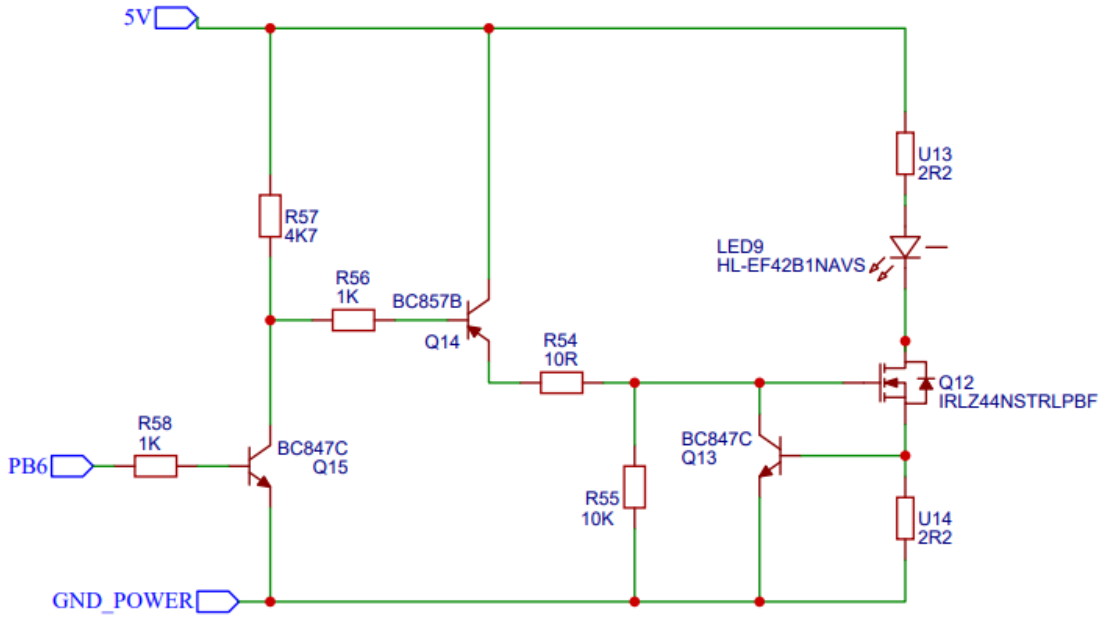 5V
U13
2R2
R57
4K7
LED9
HL-EF42B1NAVS
R56
1K
BC857B
Q14
R54
10R
Q12
IRLZ44NSTRLPBF
R58
1K
BC847C
Q15
BC847C
Q13
PB6
R55
10K
U14
2R2
GND_POWER